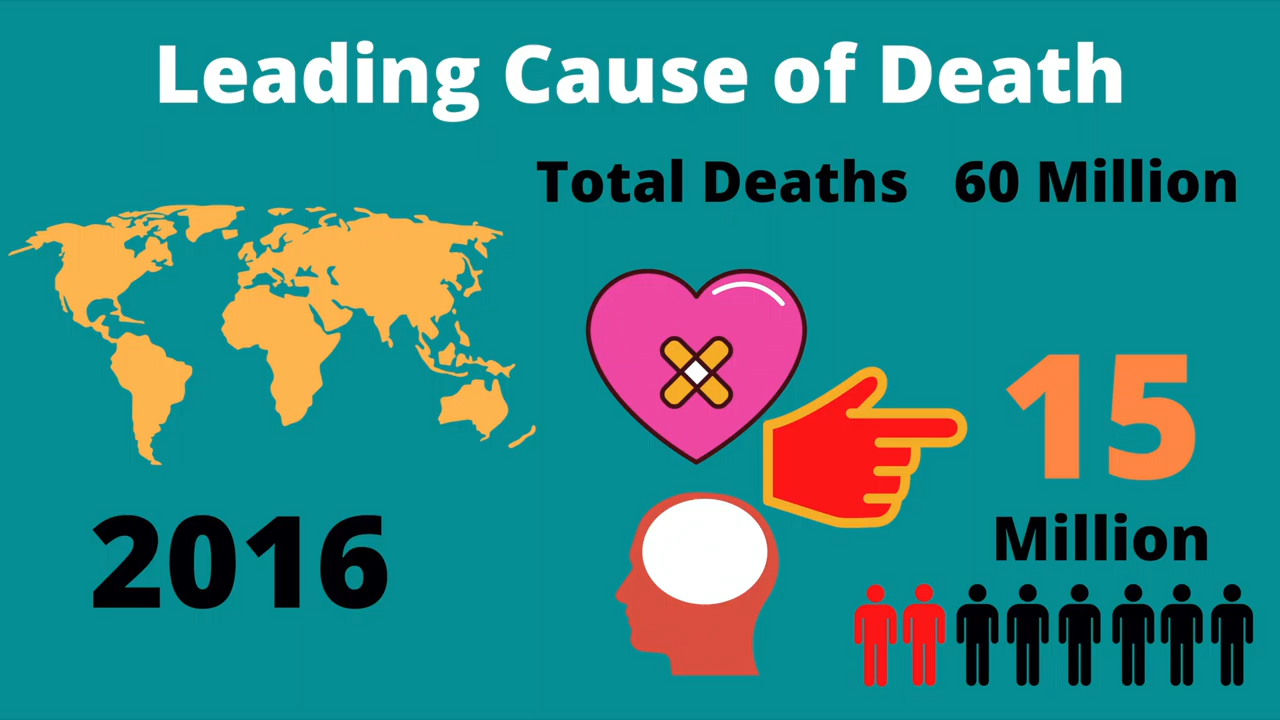 Leading Cause of Death
Total Deaths 60 Million
15
Million
2016